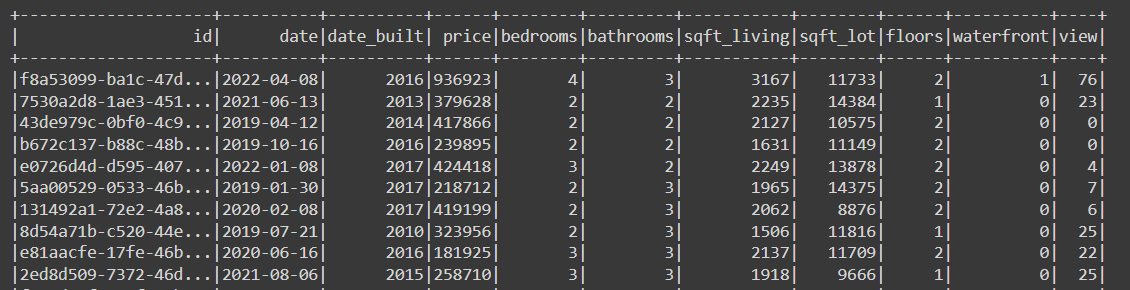 +--------------------+----------+----------+------+--------+---------+-----------+--------+------+----------+----+
|                  id|      date|date_built| price|bedrooms|bathrooms|sqft_living|sqft_lot|floors|waterfront|view|
+--------------------+----------+----------+------+--------+---------+-----------+--------+------+----------+----+
|f8a53099-ba1c-47d...|2022-04-08|      2016|936923|       4|        3|       3167|   11733|     2|         1|  76|
|7530a2d8-1ae3-451...|2021-06-13|      2013|379628|       2|        2|       2235|   14384|     1|         0|  23|
|43de979c-0bf0-4c9...|2019-04-12|      2014|417866|       2|        2|       2127|   10575|     2|         0|   0|
|b672c137-b88c-48b...|2019-10-16|      2016|239895|       2|        2|       1631|   11149|     2|         0|   0|
|e0726d4d-d595-407...|2022-01-08|      2017|424418|       3|        2|       2249|   13878|     2|         0|   4|
|5aa00529-0533-46b...|2019-01-30|      2017|218712|       2|        3|       1965|   14375|     2|         0|   7|
|131492a1-72e2-4a8...|2020-02-08|      2017|419199|       2|        3|       2062|    8876|     2|         0|   6|
|8d54a71b-c520-44e...|2019-07-21|      2010|323956|       2|        3|       1506|   11816|     1|         0|  25|
|e81aacfe-17fe-46b...|2020-06-16|      2016|181925|       3|        3|       2137|   11709|     2|         0|  22|
|2ed8d509-7372-46d...|2021-08-06|      2015|258710|       3|        3|       1918|    9666|     1|         0|  25|